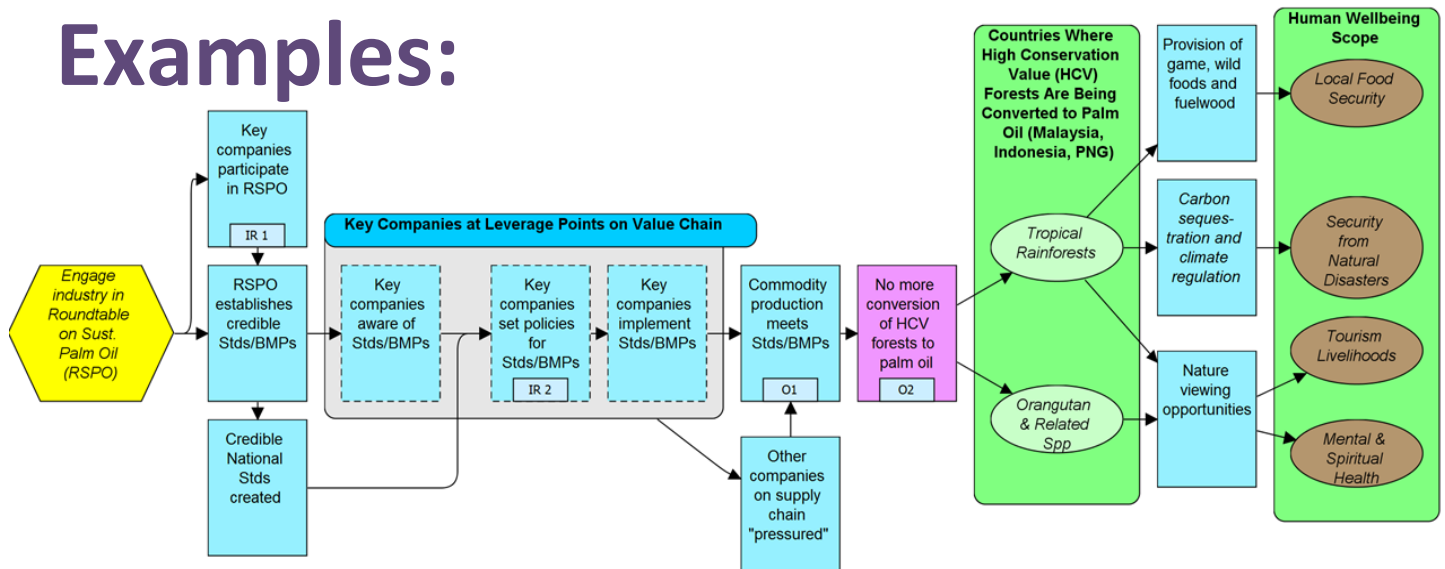 Examples:
Key
companies
participate
in RSPO
IR 1
Engage
industry in
Roundtable
on Sust.
Palm Oil
(RSPO)
RSPO
establishes
credible
Stds/BMPs
Credible
National
Stds
created
Key Companies at Leverage Points on Value Chain
Key
companies
aware of
Stds/BMPs
Key
companies
set policies
for
Stds/BMPs
IR 2
Key
companies
implement
Stds/BMPs
Commodity
production
meets
Stds/BMPs
O1
Other
companies
on supply
chain
"pressured"
No more
conversion
of HCV
forests to
palm oil
O2
Countries Where
High Conservation
Value (HCV)
Forests Are Being
Converted to Palm
Oil (Malaysia,
Indonesia, PNG)
Tropical
Rainforests
Orangutan
& Related
Spp
Provision of
game, wild
foods and
fuelwood
Carbon
seques-
tration and
climate
regulation
Nature
viewing
opportunities
Human Wellbeing
Scope
Local Food
Security
Security
from
Natural
Disasters
Tourism
Livelihoods
Mental &
Spiritual
Health